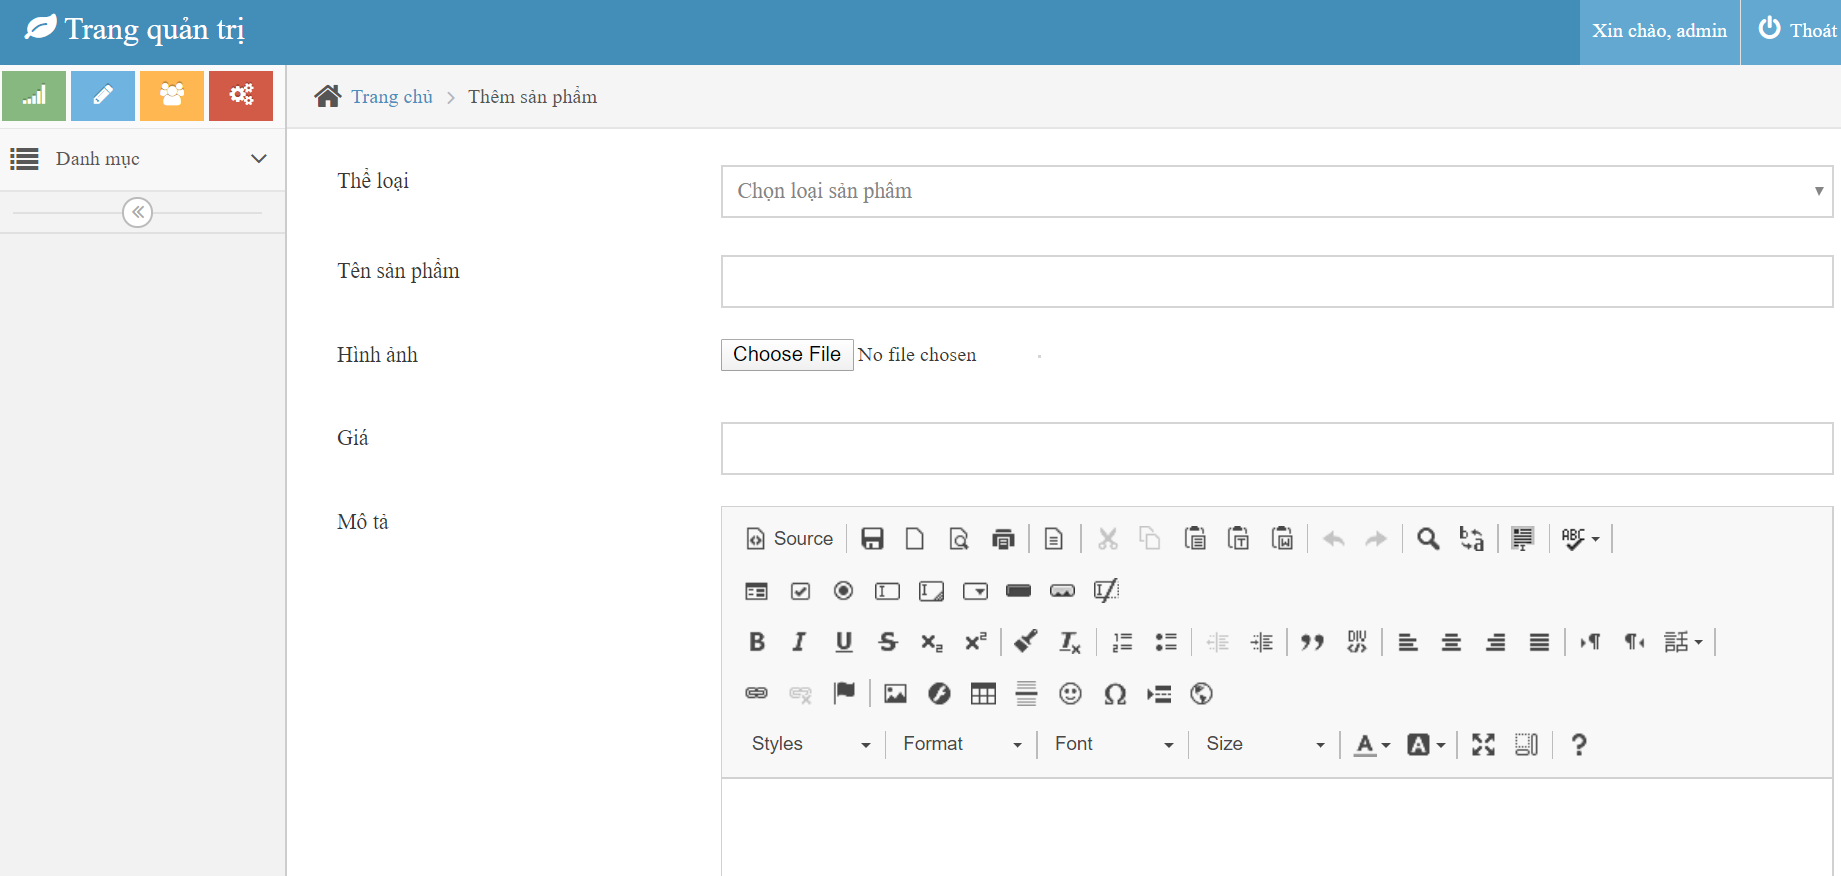 Trang quản trị
Xin chào, admin
Thoát
Trang chủ
Thêm sản phẩm
Danh mục
Thể loại
Chọn loại sản phẩm
Tên sản phẩm
Hình ảnh
Choose File No file chosen
Giá
Mô tả
Source
Styles
Format
Font
Size